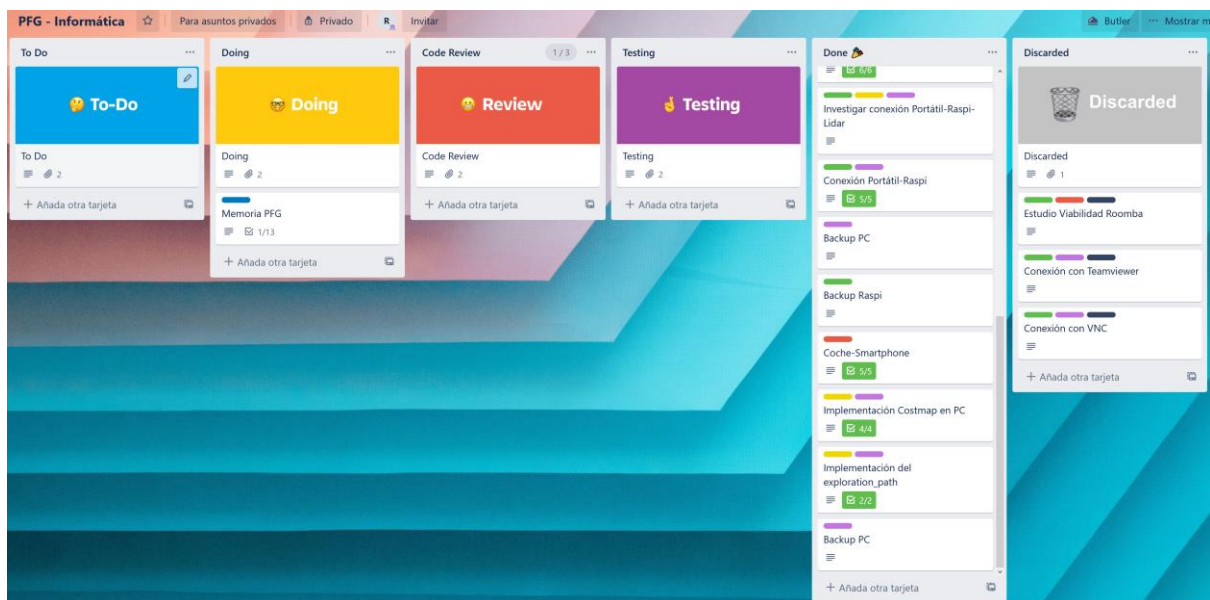 PFG - Informática
Para asuntos privados
Privado
R
Invitar
Butler
Mostrar m
To Do
To-Do
To Do
2
+ Añada otra tarjeta
Doing
Doing
Doing
2
Memoria PFG
1/13
+ Añada otra tarjeta
Code Review
1 / 3
Review
Code Review
2
+ Añada otra tarjeta
Testing
Testing
Testing
2
+ Añada otra tarjeta
Done
6/6
Investigar conexión Portátil-Raspi-
Lidar
Conexión Portátil-Raspi
5/5
Backup PC
Backup Raspi
Coche-Smartphone
5/5
Implementación Costmap en PC
4/4
Implementación del
exploration_path
2/2
Backup PC
+ Añada otra tarjeta
Discarded
Discarded
Discarded
1
Estudio Viabilidad Roomba
Conexión con Teamviewer
Conexión con VNC
+ Añada otra tarjeta